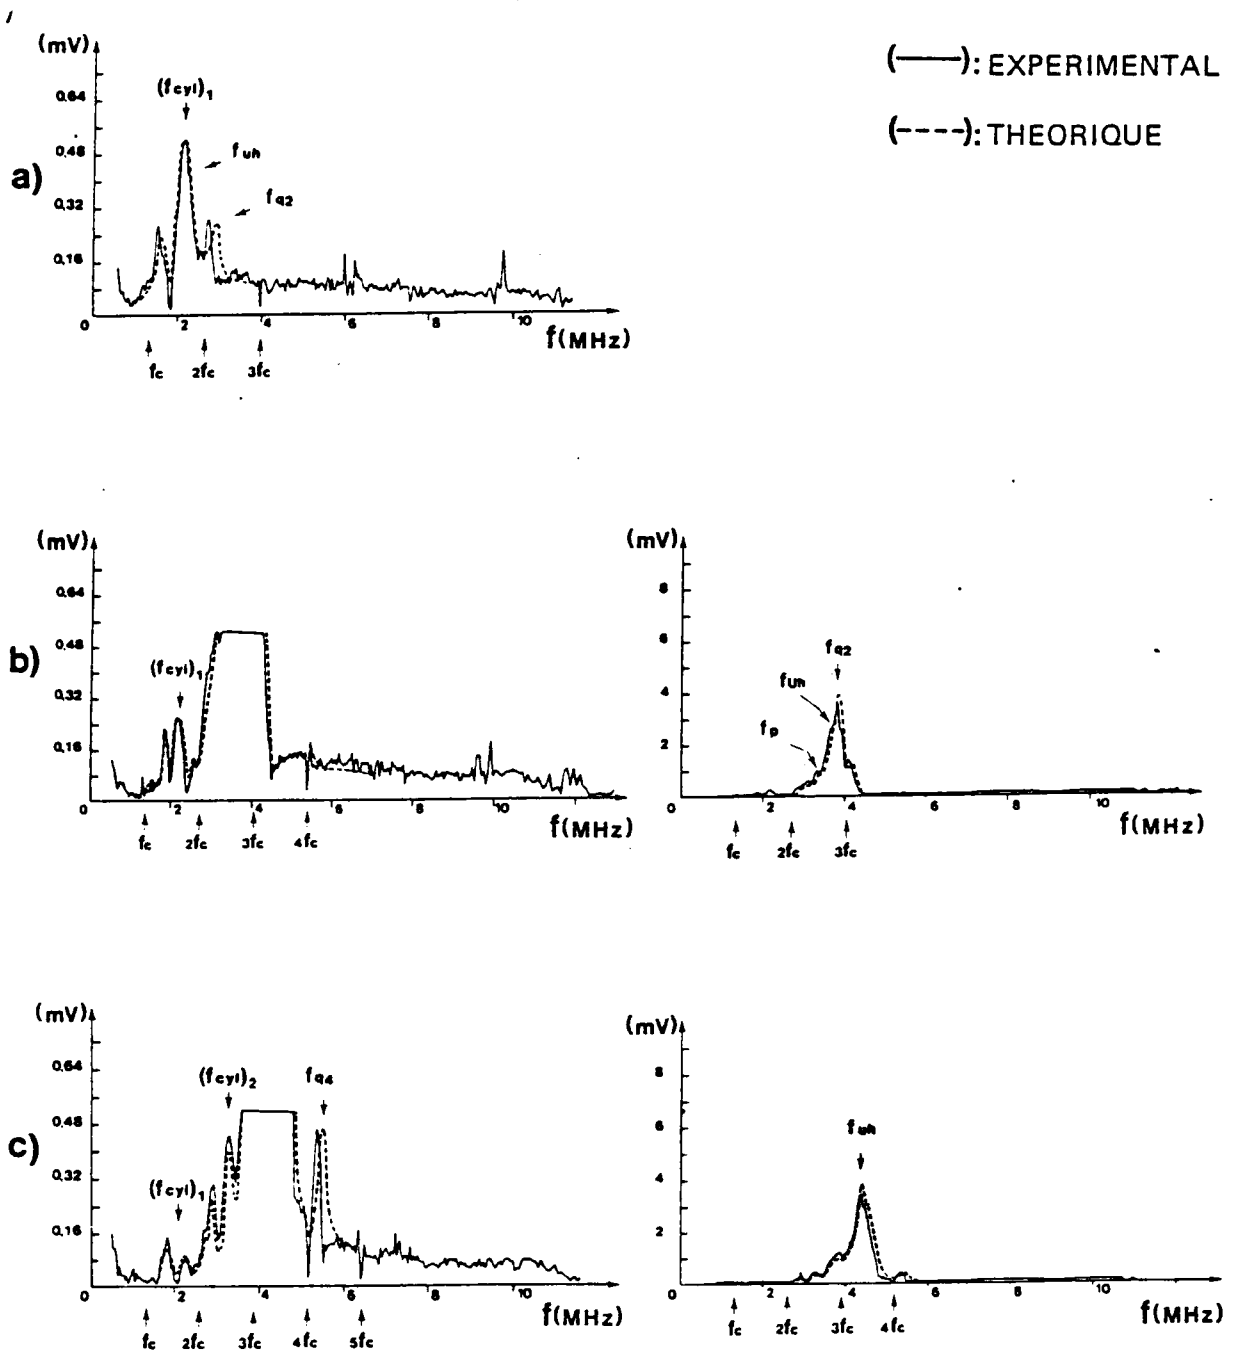 (———): EXPERIMENTAL
(----): THEORIQUE
a)
(mV)
0,64
0,48
0,32
0,16
(fcyl)1
fuh
fq2
0 2 4 6 8 10
f(MHz)
fc 2fc 3fc
b)
(mV)
0,64
0,48
0,32
0,16
(fcyl)1
0 2 4 6 8 10
f(MHz)
fc 2fc 3fc 4fc
(mV)
8
6
4
2
fq2
fuh
fp
0 2 4 6 8 10
f(MHz)
fc 2fc 3fc
c)
(mV)
0,64
0,48
0,32
0,16
(fcyl)2
fq4
(fcyl)1
0 2 4 6 8 10
f(MHz)
fc 2fc 3fc 4fc 5fc
(mV)
8
6
4
2
fuh
0 2 4 6 8 10
f(MHz)
fc 2fc 3fc 4fc